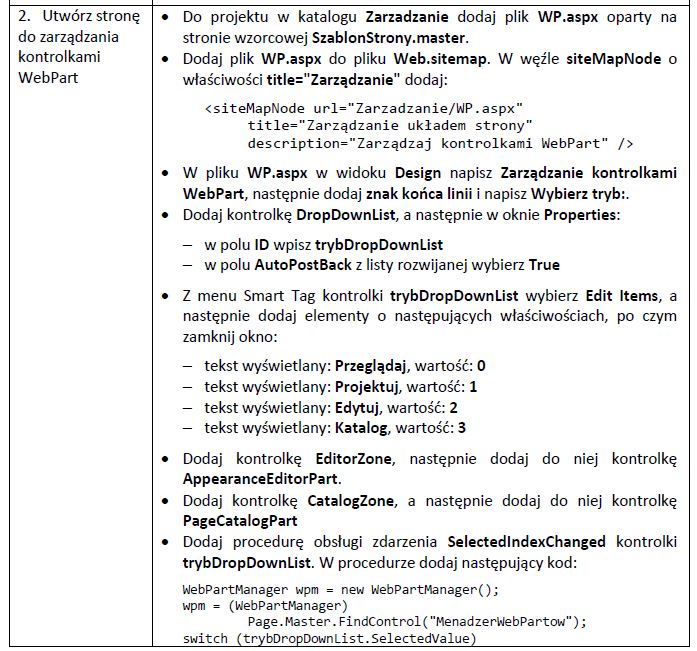 2. Utwórz stronę
do zarządzania
kontrolkami
WebPart
• Do projektu w katalogu Zarzadzanie dodaj plik WP.aspx oparty na
stronie wzorcowej SzablonStrony.master.
• Dodaj plik WP.aspx do pliku Web.sitemap. W węźle siteMapNode o
właściwości title="Zarządzanie" dodaj:
<siteMapNode url="Zarzadzanie/WP.aspx"
title="Zarządzanie układem strony"
description="Zarządzaj kontrolkami WebPart" />
• W pliku WP.aspx w widoku Design napisz Zarządzanie kontrolkami
WebPart, następnie dodaj znak końca linii i napisz Wybierz tryb:.
• Dodaj kontrolkę DropDownList, a następnie w oknie Properties:
– w polu ID wpisz trybDropDownList
– w polu AutoPostBack z listy rozwijanej wybierz True
• Z menu Smart Tag kontrolki trybDropDownList wybierz Edit Items, a
następnie dodaj elementy o następujących właściwościach, po czym
zamknij okno:
– tekst wyświetlany: Przeglądaj, wartość: 0
– tekst wyświetlany: Projektuj, wartość: 1
– tekst wyświetlany: Edytuj, wartość: 2
– tekst wyświetlany: Katalog, wartość: 3
• Dodaj kontrolkę EditorZone, następnie dodaj do niej kontrolkę
AppearanceEditorPart.
• Dodaj kontrolkę CatalogZone, a następnie dodaj do niej kontrolkę
PageCatalogPart
• Dodaj procedurę obsługi zdarzenia SelectedIndexChanged kontrolki
trybDropDownList. W procedurze dodaj następujący kod:
WebPartManager wpm = new WebPartManager();
wpm = (WebPartManager)
Page.Master.FindControl("MenadzerWebPartow");
switch (trybDropDownList.SelectedValue)